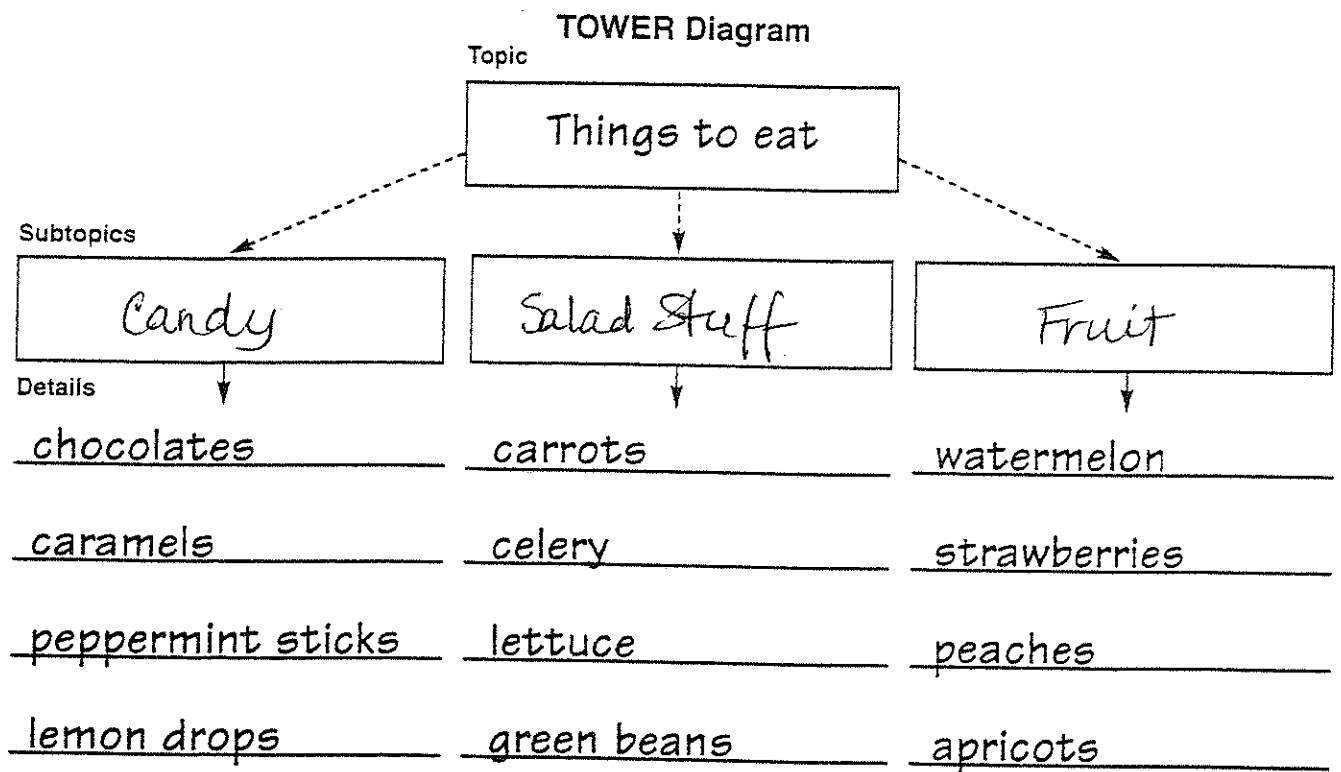 TOWER Diagram
Topic
Things to eat
Subtopics
Candy
Salad Stuff
Fruit
Details
chocolates
carrots
watermelon
caramels
celery
strawberries
peppermint sticks
lettuce
peaches
lemon drops
green beans
apricots